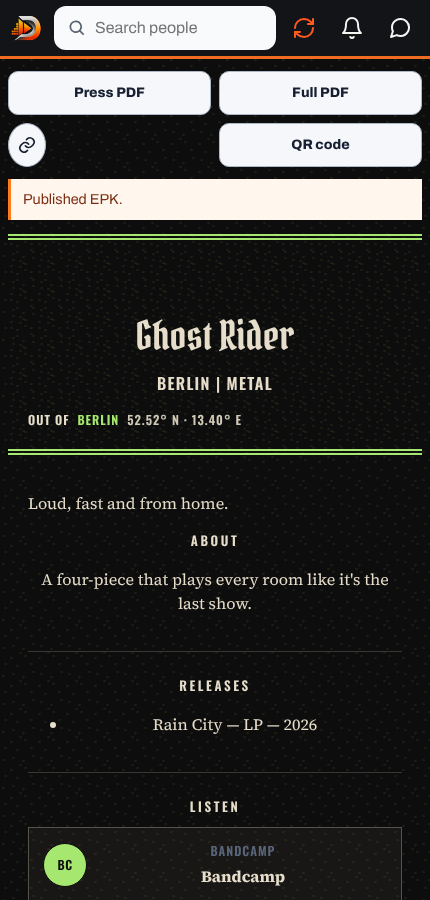 Search people
Press PDF
Full PDF
QR code
Published EPK.
Ghost Rider
BERLIN | METAL
OUT OF BERLIN 52.52° N · 13.40° E
Loud, fast and from home.
ABOUT
A four-piece that plays every room like it's the
last show.
RELEASES
• Rain City — LP — 2026
LISTEN
BC
BANDCAMP
Bandcamp